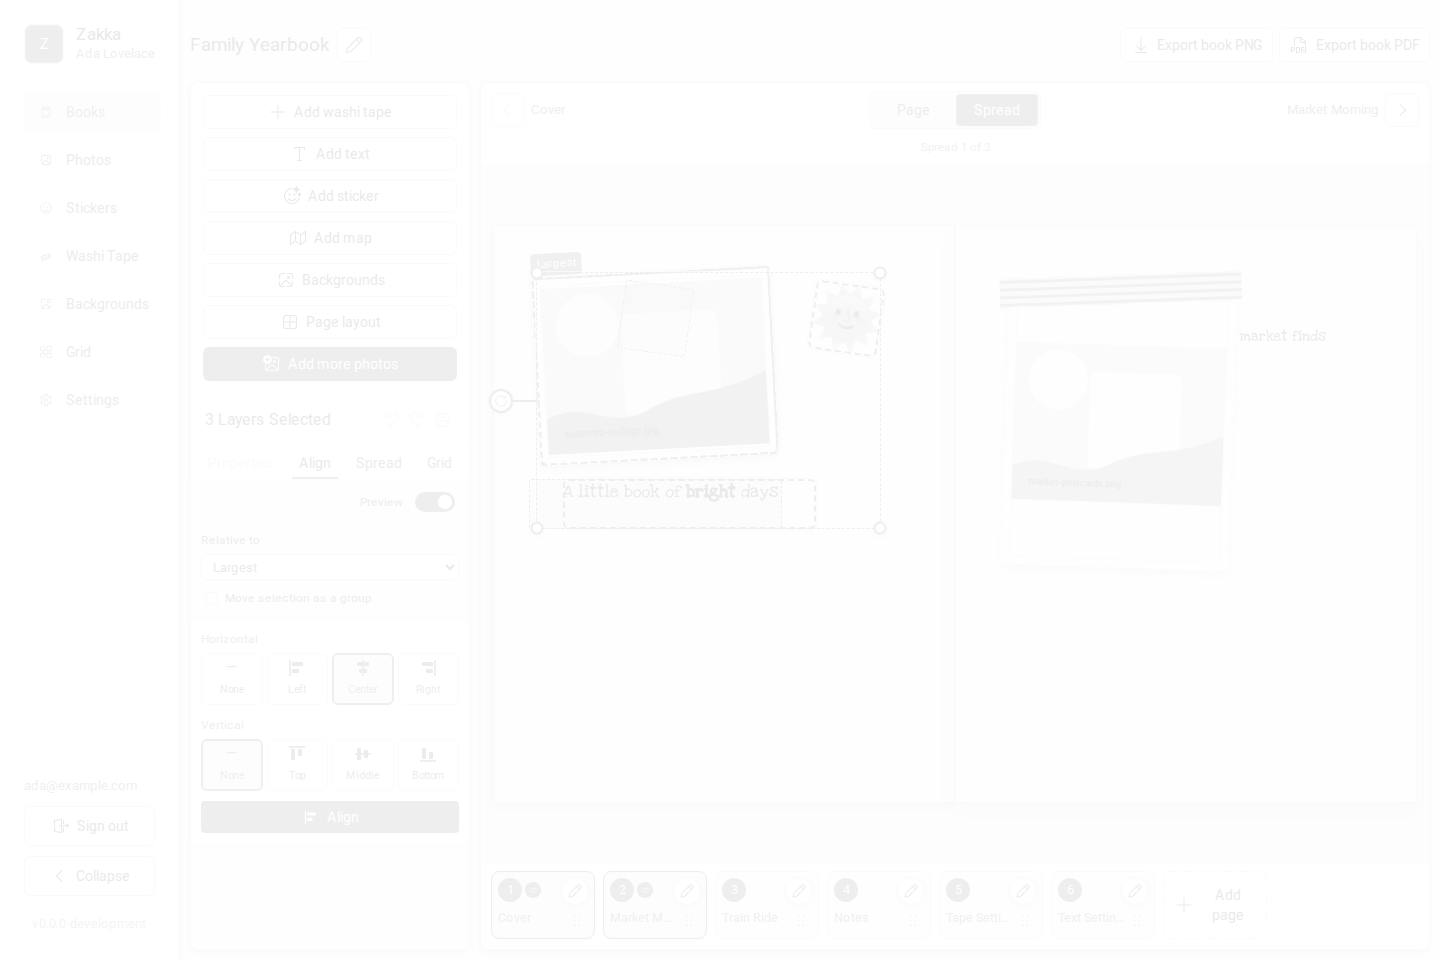 Z
Zakka
Ada Lovelace
Books
Photos
Stickers
Washi Tape
Backgrounds
Grid
Settings
ada@example.com
Sign out
Collapse
v0.0.0-development
Family Yearbook
Export book PNG
PDF
Export book PDF
Add washi tape
Add text
Add sticker
Add map
Backgrounds
Page layout
Add more photos
3 Layers Selected
Properties
Align
Spread
Grid
Preview
Relative to
Largest
Move selection as a group
Horizontal
None
Left
Center
Right
Vertical
None
Top
Middle
Bottom
Align
Cover
Page
Spread
Market Morning
Spread 1 of 3
Largest
A little book of bright days
market finds
market-postcards.png
1
Cover
2
Market M...
3
Train Ride
4
Notes
5
Tape Setti...
6
Text Settin...
Add
page